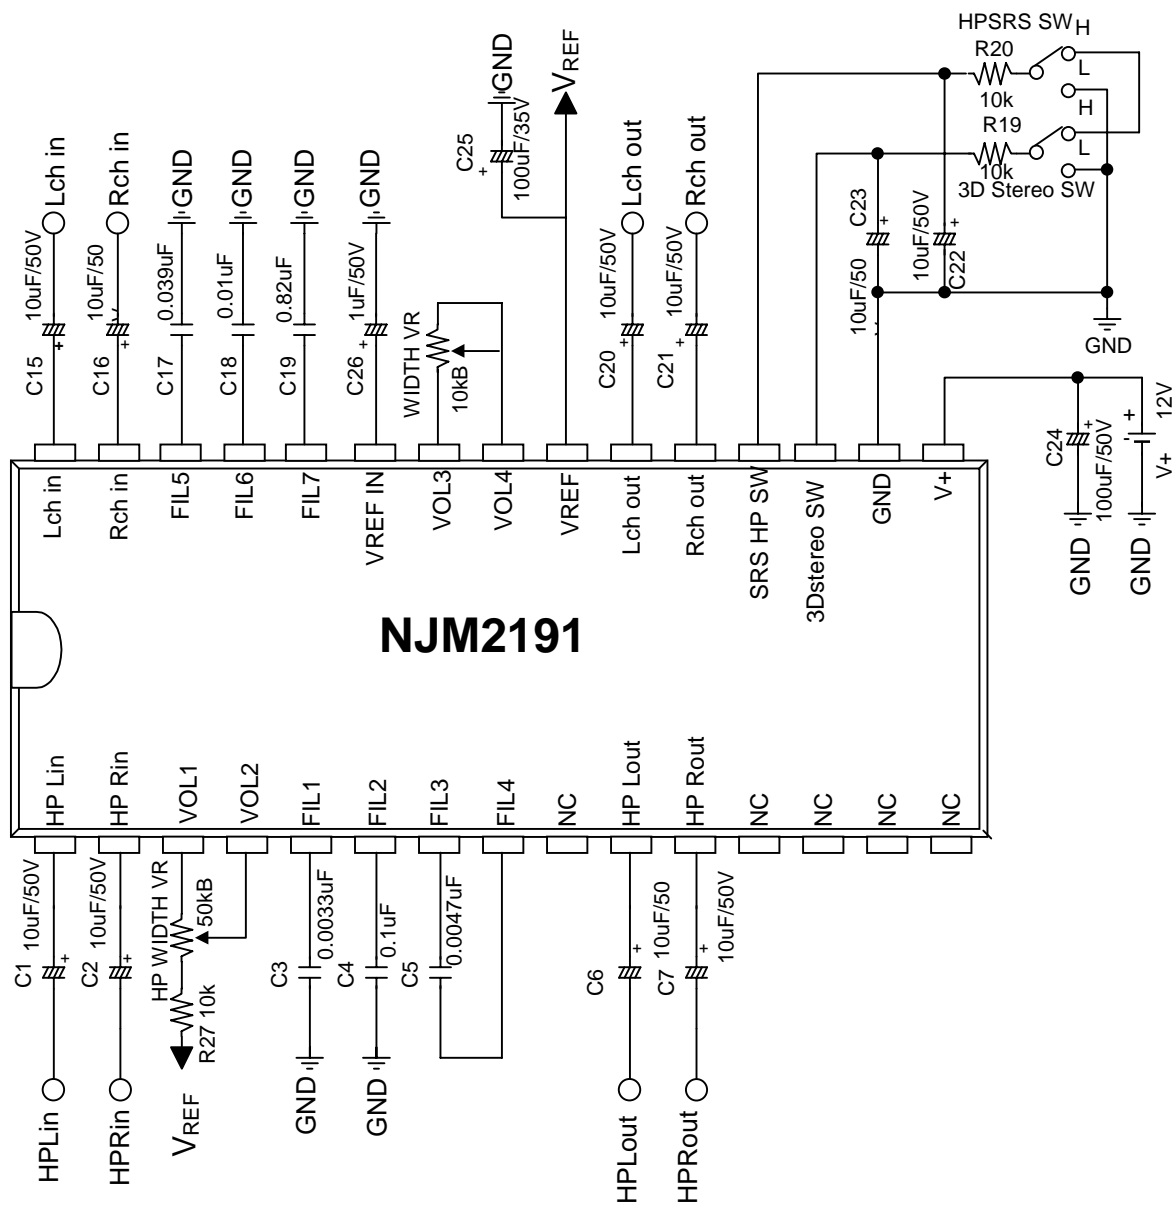 HPSRS SW
H
R20
L
10k
H
R19
L
10k
3D Stereo SW
GND
VREF
C25
+
100uF/35V
Lch in
10uF/50V
C15
+
Rch in
10uF/50
V
C16
+
GND
0.039uF
C17
GND
0.01uF
C18
GND
0.82uF
C19
GND
1uF/50V
C26
+
WIDTH VR
10kB
Lch out
10uF/50V
C20
+
Rch out
10uF/50V
C21
+
C23
+
10uF/50
V
10uF/50V
+
C22
GND
12V
+
-
V+
C24
+
100uF/50V
GND
GND
Lch in
Rch in
FIL5
FIL6
FIL7
VREF IN
VOL3
VOL4
VREF
Lch out
Rch out
SRS HP SW
3Dstereo SW
GND
V+
NJM2191
HP Lin
HP Rin
VOL1
VOL2
FIL1
FIL2
FIL3
FIL4
NC
HP Lout
HP Rout
NC
NC
NC
NC
10uF/50V
C1
+
HPLin
10uF/50V
C2
+
HPRin
HP WIDTH VR
50kB
R27 10k
VREF
0.0033uF
C3
GND
0.1uF
C4
GND
0.0047uF
C5
10uF/50
C6
+
HPLout
10uF/50V
C7
+
HPRout